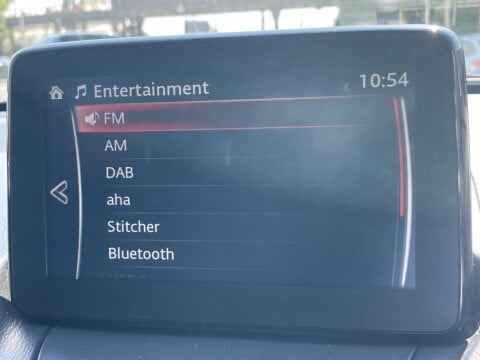 Entertainment 10:54
FM
AM
DAB
aha
Stitcher
Bluetooth